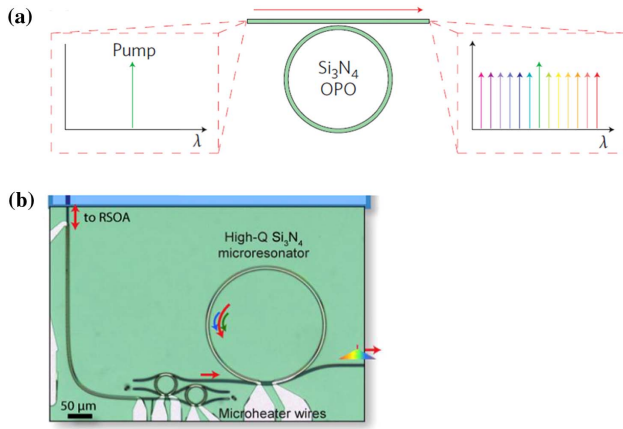 (a)
Pump
λ
Si3N4
OPO
λ
(b)
to RSOA
High-Q Si3N4
microresonator
50 µm
Microheater wires